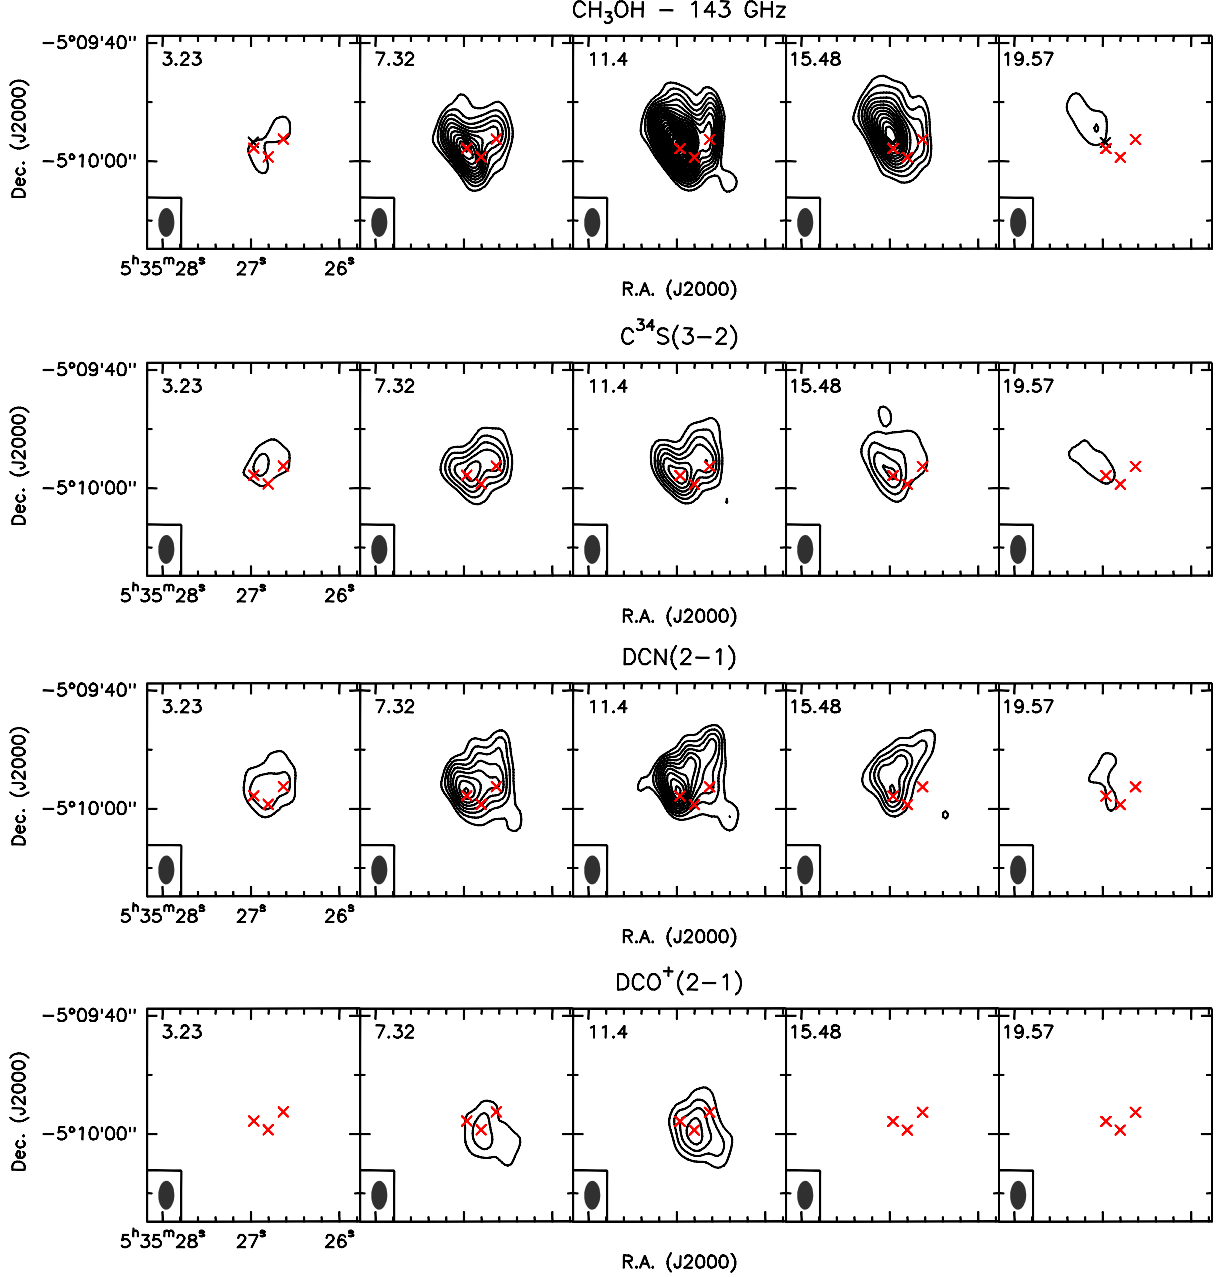 CH₃OH − 143 GHz
−5°09'40"
3.23 7.32 11.4 15.48 19.57
Dec. (J2000)
−5°10'00"
5ʰ35ᵐ28ˢ 27ˢ 26ˢ
R.A. (J2000)
C³⁴S(3−2)
−5°09'40"
3.23 7.32 11.4 15.48 19.57
Dec. (J2000)
−5°10'00"
5ʰ35ᵐ28ˢ 27ˢ 26ˢ
R.A. (J2000)
DCN(2−1)
−5°09'40"
3.23 7.32 11.4 15.48 19.57
Dec. (J2000)
−5°10'00"
5ʰ35ᵐ28ˢ 27ˢ 26ˢ
R.A. (J2000)
DCO⁺(2−1)
−5°09'40"
3.23 7.32 11.4 15.48 19.57
Dec. (J2000)
−5°10'00"
5ʰ35ᵐ28ˢ 27ˢ 26ˢ
R.A. (J2000)